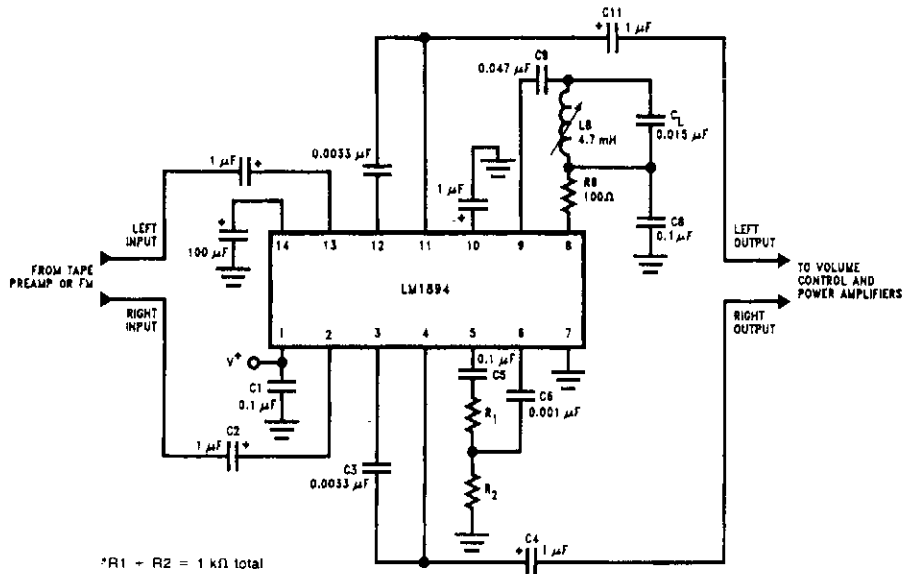 C11
+ 1 µF
C9
0.047 µF
L8
4.7 mH
C_L
0.015 µF
1 µF +
0.0033 µF
1 µF
+
R8
100Ω
C8
0.1 µF
+
100 µF
LEFT
INPUT
FROM TAPE
PREAMP OR FM
RIGHT
INPUT
14 13 12 11 10 9 8
LM1894
1 2 3 4 5 6 7
LEFT
OUTPUT
TO VOLUME
CONTROL AND
POWER AMPLIFIERS
RIGHT
OUTPUT
V+
C1
0.1 µF
0.1 µF
C5
C6
0.001 µF
R1
R2
C2
1 µF +
C3
0.0033 µF
C4
+ 1 µF
*R1 + R2 = 1 kΩ total